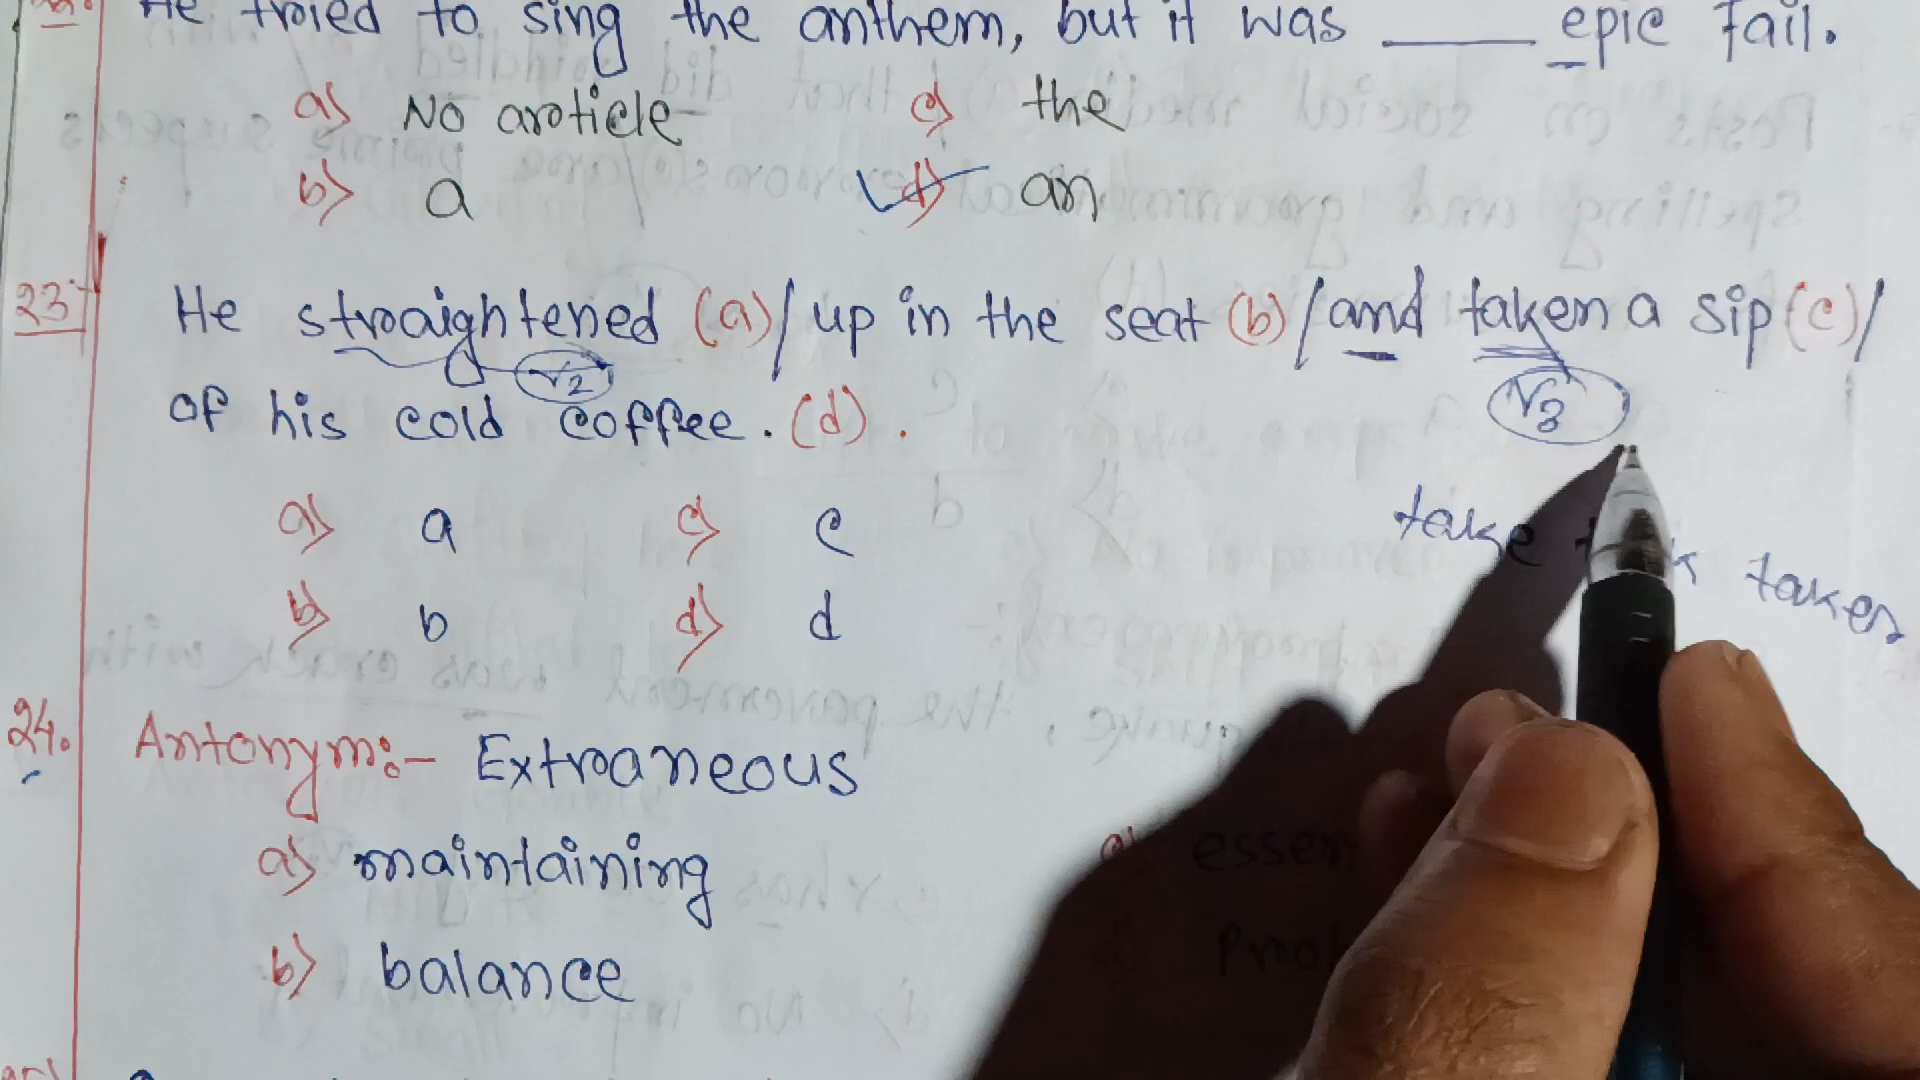 He tried to sing the anthem, but it was ____ epic fail.
a) No article c) the
b) a d) an
23. He straightened (a)/ up in the seat (b)/ and taken a sip (c)/
V2
of his cold coffee. (d).
V3
a) a c) c
take taken
b) b d) d
24. Antonym:- Extraneous
a) maintaining
b) balance